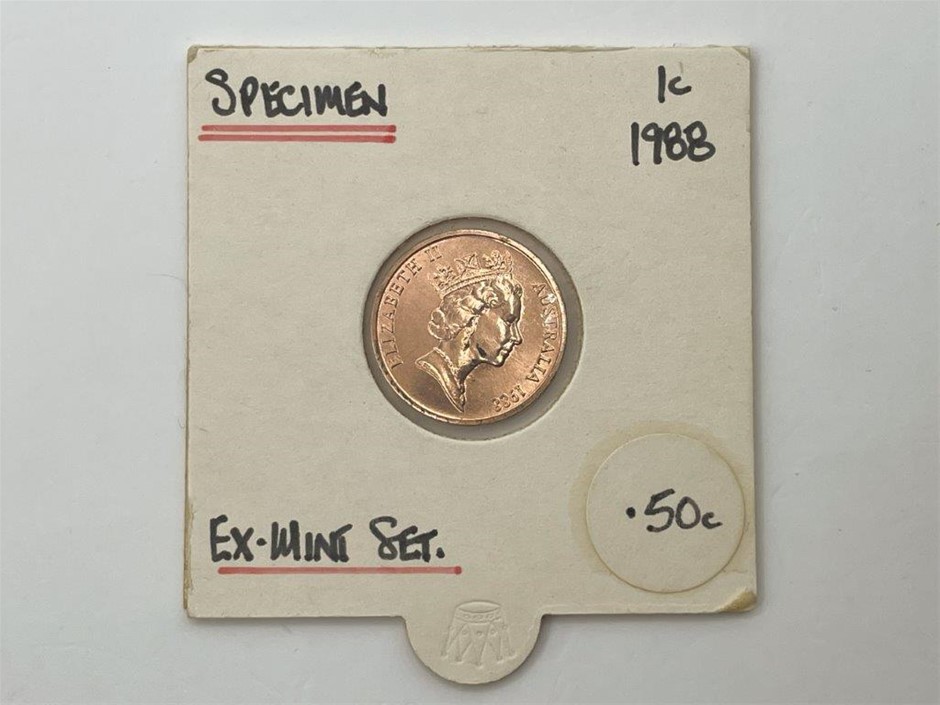 SPECIMEN
1c
1988
ELIZABETH II
AUSTRALIA 1988
EX-MINT SET.
.50c